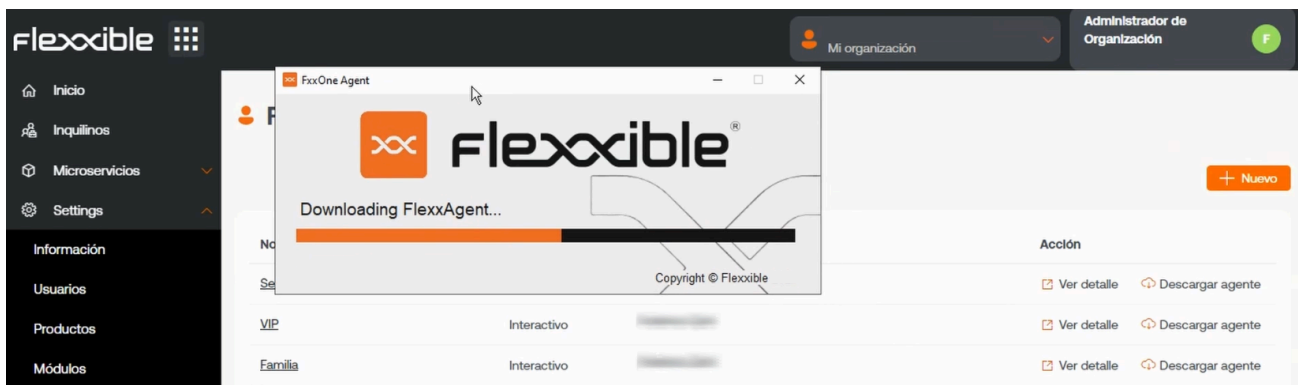 Flexxible
Mi organización
Administrador de
Organización
F
Inicio
Inquilinos
Microservicios
Settings
Información
Usuarios
Productos
Módulos
FxxOne Agent
Flexxible®
Downloading FlexxAgent...
Copyright © Flexxible
Nuevo
Acción
Ver detalle Descargar agente
VIP Interactivo Ver detalle Descargar agente
Familia Interactivo Ver detalle Descargar agente